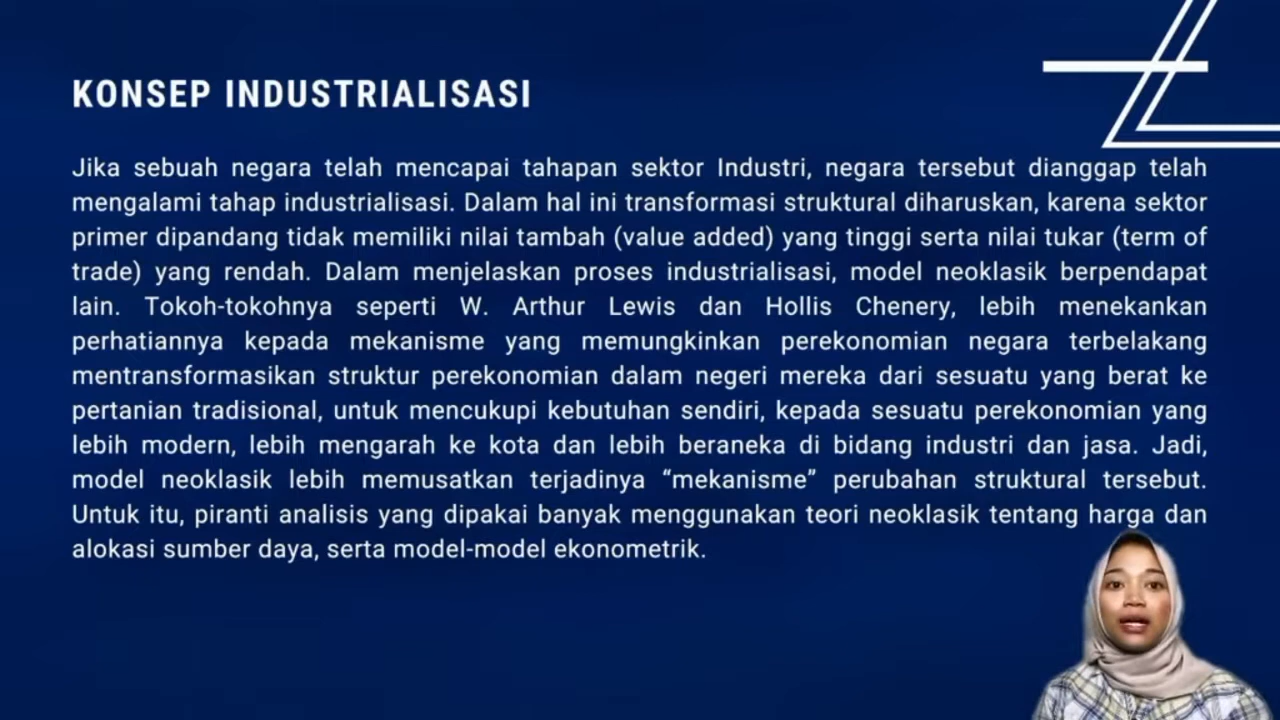 KONSEP INDUSTRIALISASI
Jika sebuah negara telah mencapai tahapan sektor Industri, negara tersebut dianggap telah
mengalami tahap industrialisasi. Dalam hal ini transformasi struktural diharuskan, karena sektor
primer dipandang tidak memiliki nilai tambah (value added) yang tinggi serta nilai tukar (term of
trade) yang rendah. Dalam menjelaskan proses industrialisasi, model neoklasik berpendapat
lain. Tokoh-tokohnya seperti W. Arthur Lewis dan Hollis Chenery, lebih menekankan
perhatiannya kepada mekanisme yang memungkinkan perekonomian negara terbelakang
mentransformasikan struktur perekonomian dalam negeri mereka dari sesuatu yang berat ke
pertanian tradisional, untuk mencukupi kebutuhan sendiri, kepada sesuatu perekonomian yang
lebih modern, lebih mengarah ke kota dan lebih beraneka di bidang industri dan jasa. Jadi,
model neoklasik lebih memusatkan terjadinya “mekanisme” perubahan struktural tersebut.
Untuk itu, piranti analisis yang dipakai banyak menggunakan teori neoklasik tentang harga dan
alokasi sumber daya, serta model-model ekonometrik.